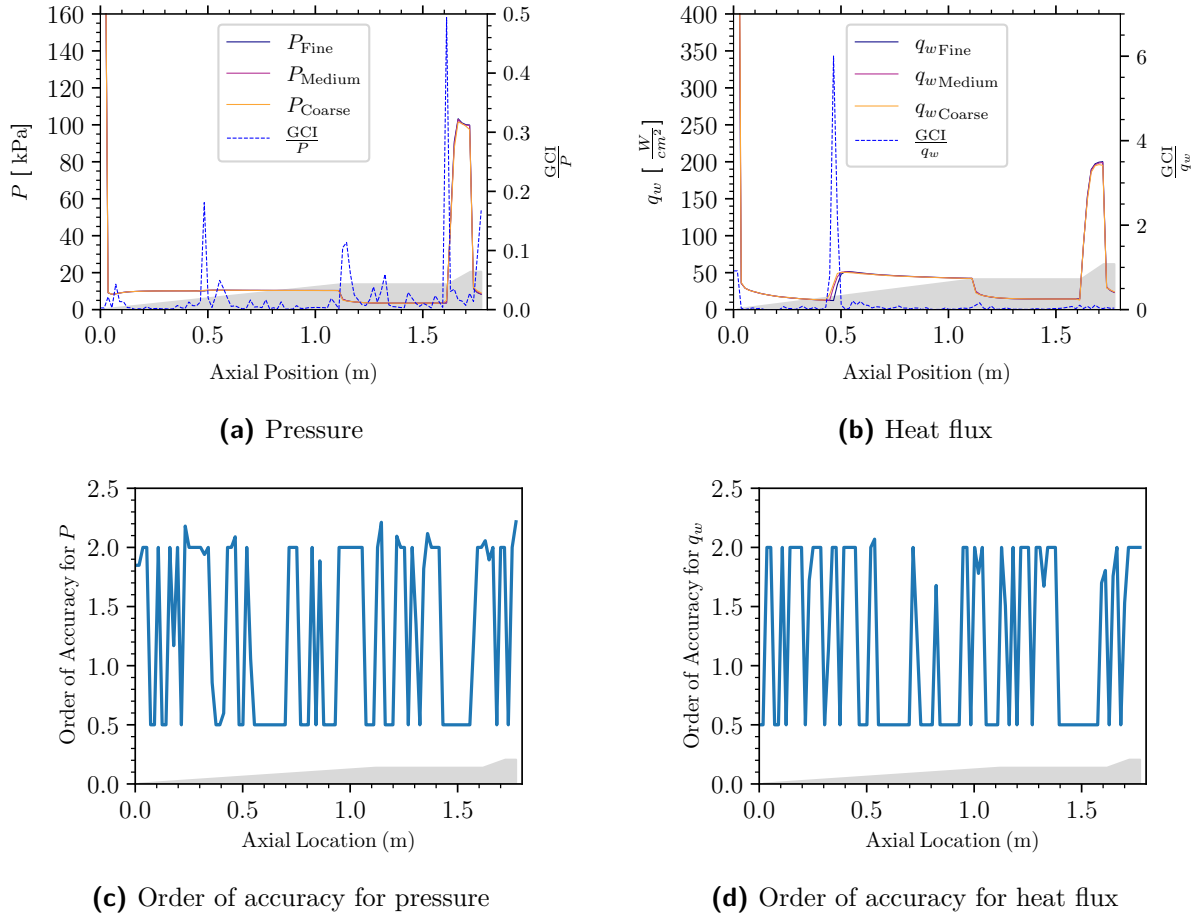 160
140
120
100
80
60
40
20
0
P [ kPa]
0.0
0.5
1.0
1.5
Axial Position (m)
0.5
0.4
0.3
0.2
0.1
0.0
GCI
P
P Fine
P Medium
P Coarse
GCI
P
(a) Pressure
400
350
300
250
200
150
100
50
0
q_w [ W
cm^2 ]
0.0
0.5
1.0
1.5
Axial Position (m)
6
4
2
0
GCI
q_w
q_w Fine
q_w Medium
q_w Coarse
GCI
q_w
(b) Heat flux
2.5
2.0
1.5
1.0
0.5
0.0
Order of Accuracy for P
0.0
0.5
1.0
1.5
Axial Location (m)
(c) Order of accuracy for pressure
2.5
2.0
1.5
1.0
0.5
0.0
Order of Accuracy for q_w
0.0
0.5
1.0
1.5
Axial Location (m)
(d) Order of accuracy for heat flux